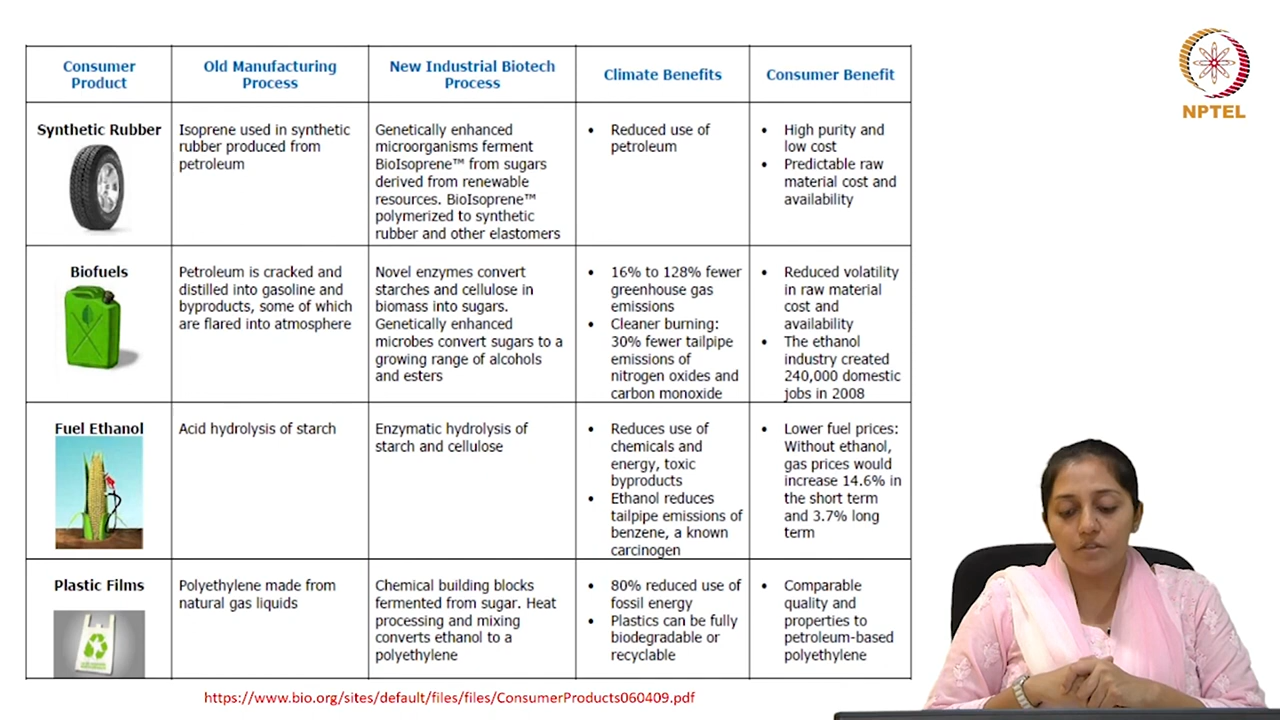 Consumer
Product
Old Manufacturing
Process
New Industrial Biotech
Process
Climate Benefits
Consumer Benefit
Synthetic Rubber
Isoprene used in synthetic
rubber produced from
petroleum
Genetically enhanced
microorganisms ferment
BioIsoprene™ from sugars
derived from renewable
resources. BioIsoprene™
polymerized to synthetic
rubber and other elastomers
• Reduced use of
petroleum
• High purity and
low cost
• Predictable raw
material cost and
availability
Biofuels
Petroleum is cracked and
distilled into gasoline and
byproducts, some of which
are flared into atmosphere
Novel enzymes convert
starches and cellulose in
biomass into sugars.
Genetically enhanced
microbes convert sugars to a
growing range of alcohols
and esters
• 16% to 128% fewer
greenhouse gas
emissions
• Cleaner burning:
30% fewer tailpipe
emissions of
nitrogen oxides and
carbon monoxide
• Reduced volatility
in raw material
cost and
availability
• The ethanol
industry created
240,000 domestic
jobs in 2008
Fuel Ethanol
Acid hydrolysis of starch
Enzymatic hydrolysis of
starch and cellulose
• Reduces use of
chemicals and
energy, toxic
byproducts
• Ethanol reduces
tailpipe emissions of
benzene, a known
carcinogen
• Lower fuel prices:
Without ethanol,
gas prices would
increase 14.6% in
the short term
and 3.7% long
term
Plastic Films
Polyethylene made from
natural gas liquids
Chemical building blocks
fermented from sugar. Heat
processing and mixing
converts ethanol to a
polyethylene
• 80% reduced use of
fossil energy
• Plastics can be fully
biodegradable or
recyclable
• Comparable
quality and
properties to
petroleum-based
polyethylene
https://www.bio.org/sites/default/files/files/ConsumerProducts060409.pdf
NPTEL